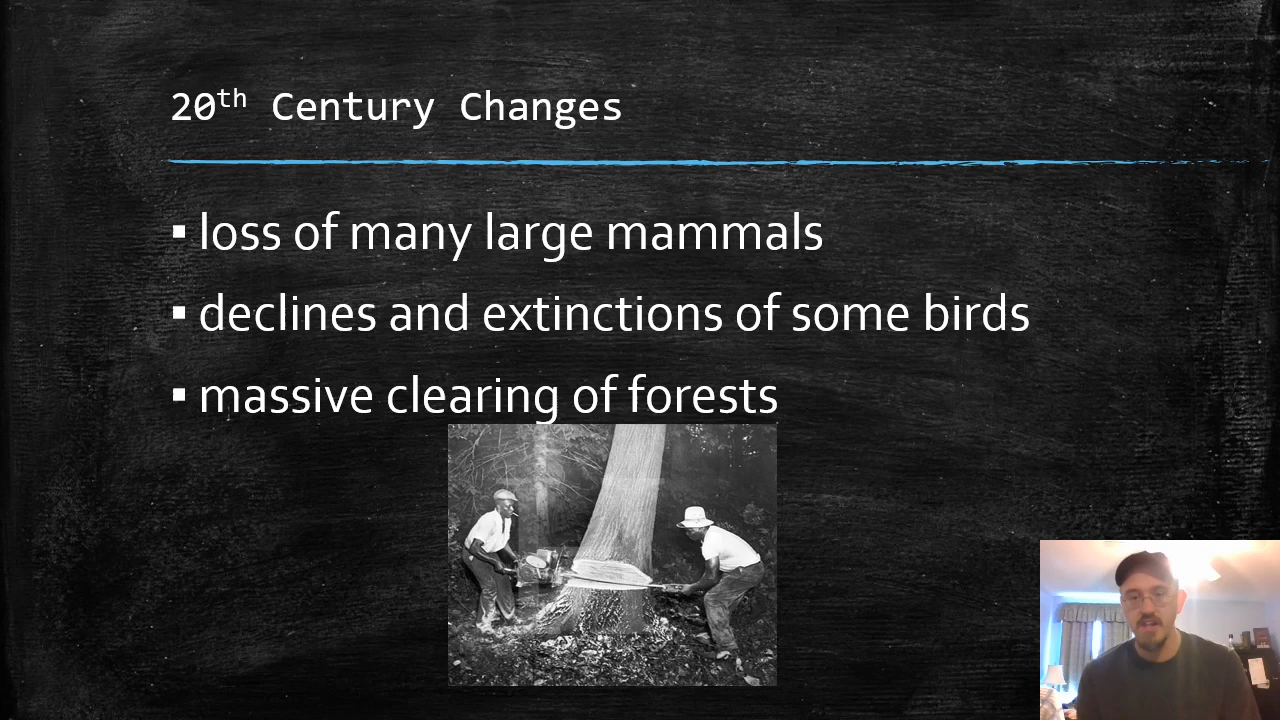 20th Century Changes
▪ loss of many large mammals
▪ declines and extinctions of some birds
▪ massive clearing of forests